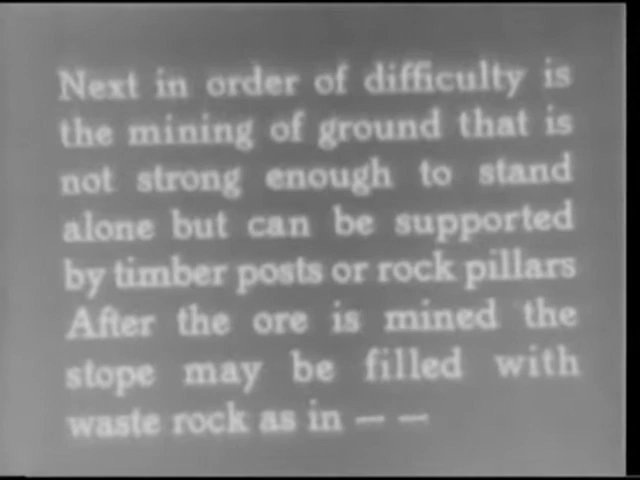 Next in order of difficulty is
the mining of ground that is
not strong enough to stand
alone but can be supported
by timber posts or rock pillars
After the ore is mined the
stope may be filled with
waste rock as in — —